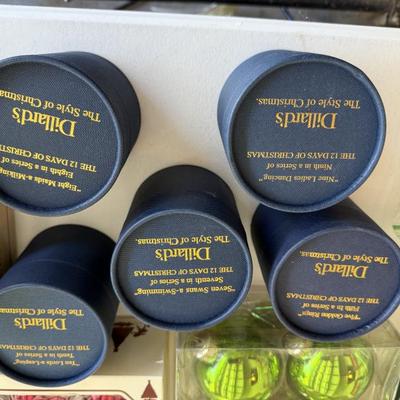 "Eight Maids-a-Milking"
Eighth in a Series of
THE 12 DAYS OF CHRISTMAS
Dillard's
The Style of Christmas.
"Nine Ladies Dancing"
Ninth in a Series of
THE 12 DAYS OF CHRISTMAS
Dillard's
The Style of Christmas.
"Seven Swans-a-Swimming"
Seventh in a Series of
THE 12 DAYS OF CHRISTMAS
Dillard's
The Style of Christmas.
"Five Golden Rings"
Fifth in a Series of
THE 12 DAYS OF CHRISTMAS
Dillard's
The Style of Christmas.
"Ten Lords-a-Leaping"
Tenth in a Series of
THE 12 DAYS OF CHRISTMAS
Dillard's
The Style of Christmas.